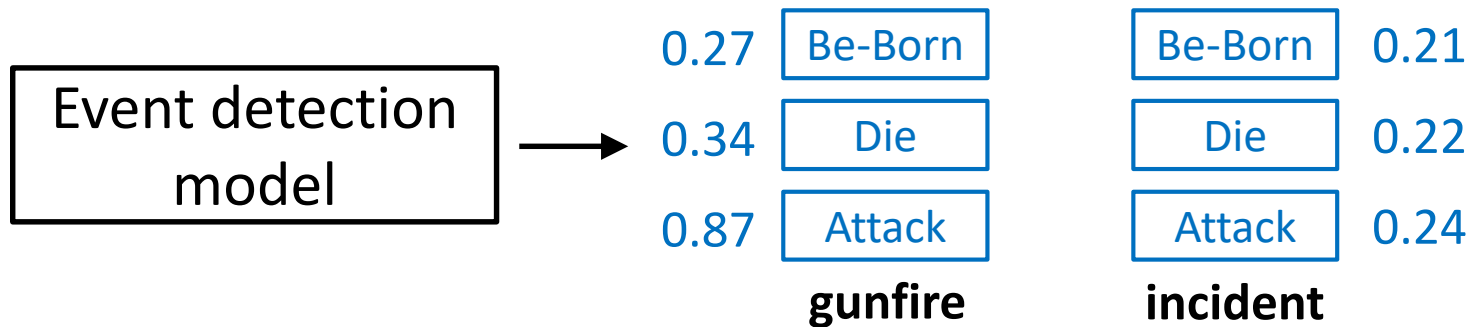 Event detection
model
0.27 Be-Born Be-Born 0.21
0.34 Die Die 0.22
0.87 Attack Attack 0.24
gunfire incident